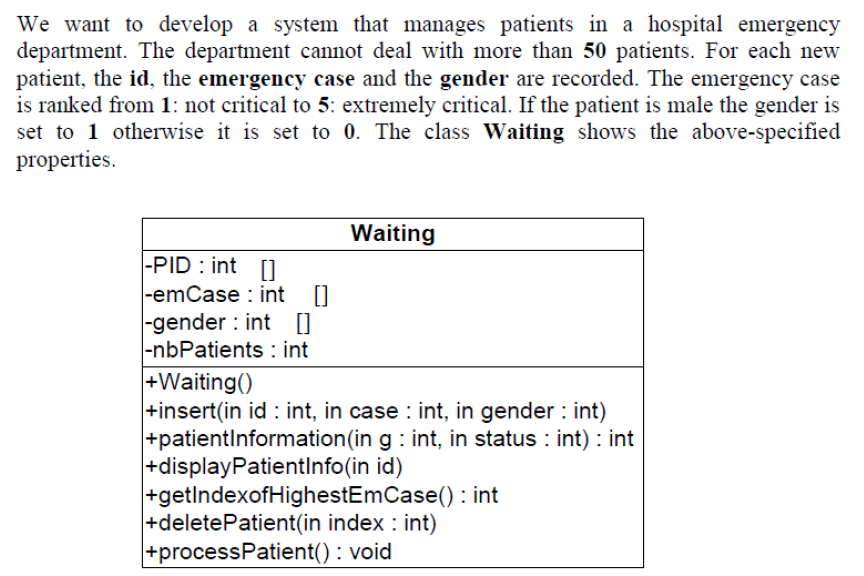 We want to develop a system that manages patients in a hospital emergency
department. The department cannot deal with more than 50 patients. For each new
patient, the id, the emergency case and the gender are recorded. The emergency case
is ranked from 1: not critical to 5: extremely critical. If the patient is male the gender is
set to 1 otherwise it is set to 0. The class Waiting shows the above-specified
properties.
Waiting
-PID : int []
-emCase : int []
-gender : int []
-nbPatients : int
+Waiting()
+insert(in id : int, in case : int, in gender : int)
+patientInformation(in g : int, in status : int) : int
+displayPatientInfo(in id)
+getIndexofHighestEmCase() : int
+deletePatient(in index : int)
+processPatient() : void